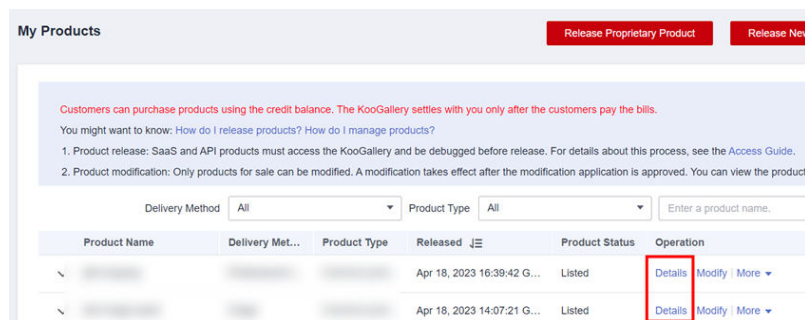 My Products
Release Proprietary Product
Release New
Customers can purchase products using the credit balance. The KooGallery settles with you only after the customers pay the bills.
You might want to know: How do I release products? How do I manage products?
1. Product release: SaaS and API products must access the KooGallery and be debugged before release. For details about this process, see the Access Guide.
2. Product modification: Only products for sale can be modified. A modification takes effect after the modification application is approved. You can view the product
Delivery Method All Product Type All Enter a product name.
Product Name Delivery Met... Product Type Released Product Status Operation
Apr 18, 2023 16:39:42 G... Listed Details Modify More
Apr 18, 2023 14:07:21 G... Listed Details Modify More